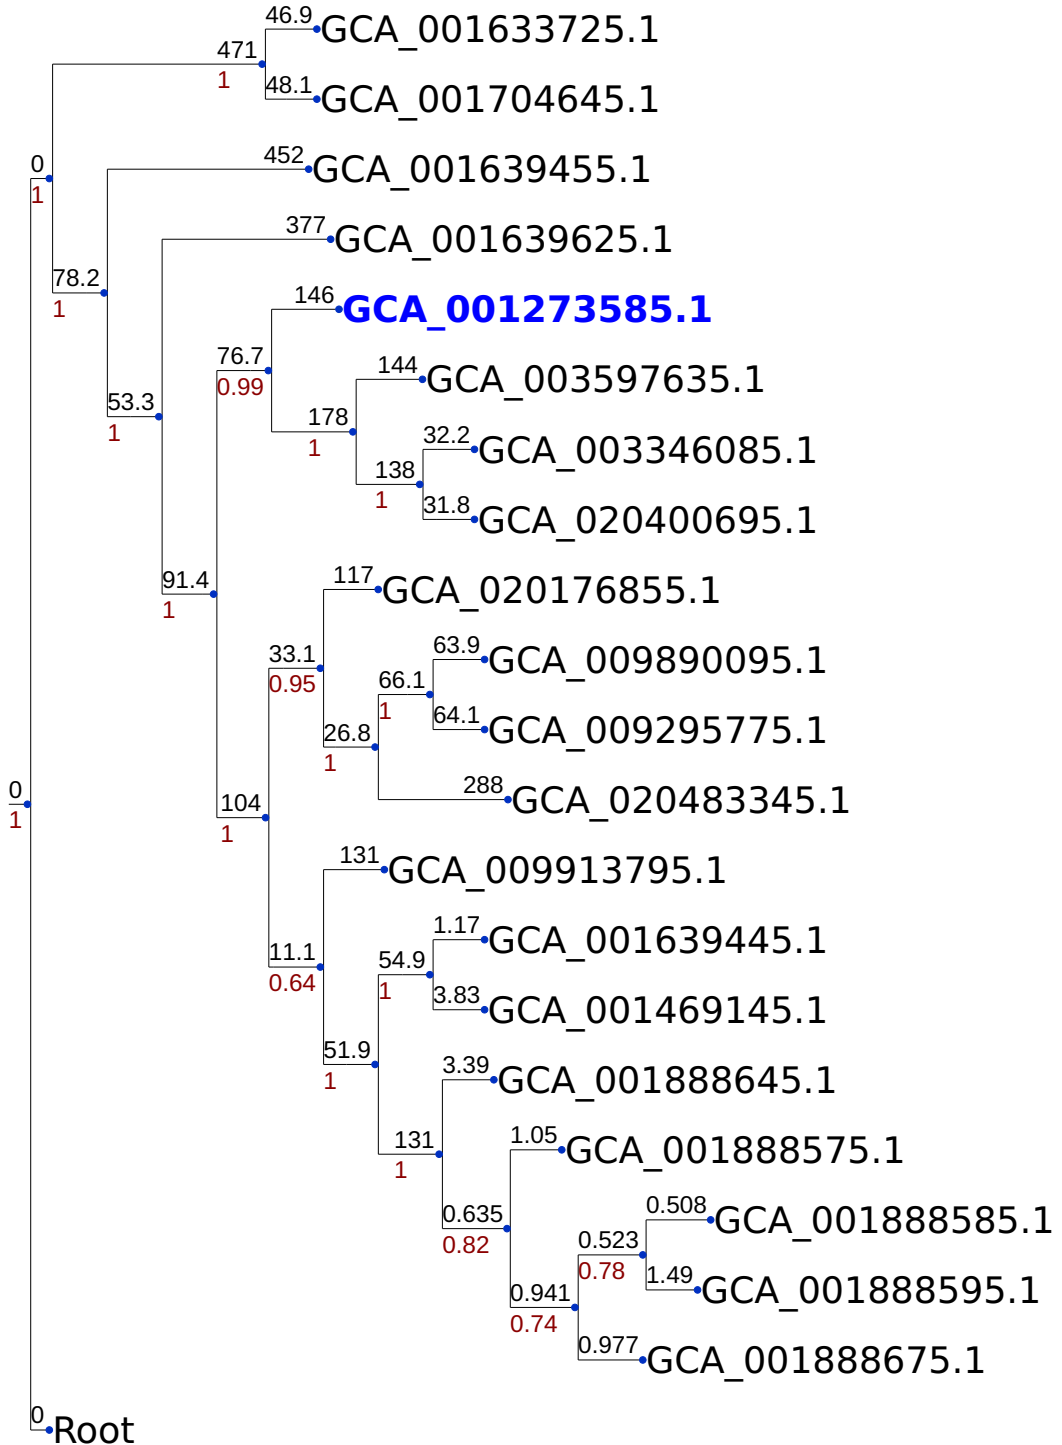 46.9
GCA_001633725.1
471
1
48.1
GCA_001704645.1
452
GCA_001639455.1
0
1
377
GCA_001639625.1
78.2
1
146
GCA_001273585.1
76.7
0.99
144
GCA_003597635.1
53.3
1
178
1
32.2
GCA_003346085.1
138
1
31.8
GCA_020400695.1
91.4
1
117
GCA_020176855.1
33.1
0.95
63.9
GCA_009890095.1
66.1
1
64.1
GCA_009295775.1
26.8
1
288
GCA_020483345.1
0
1
104
1
131
GCA_009913795.1
11.1
0.64
1.17
GCA_001639445.1
54.9
1
3.83
GCA_001469145.1
51.9
1
3.39
GCA_001888645.1
131
1
1.05
GCA_001888575.1
0.635
0.82
0.508
GCA_001888585.1
0.523
0.78
1.49
GCA_001888595.1
0.941
0.74
0.977
GCA_001888675.1
0
Root